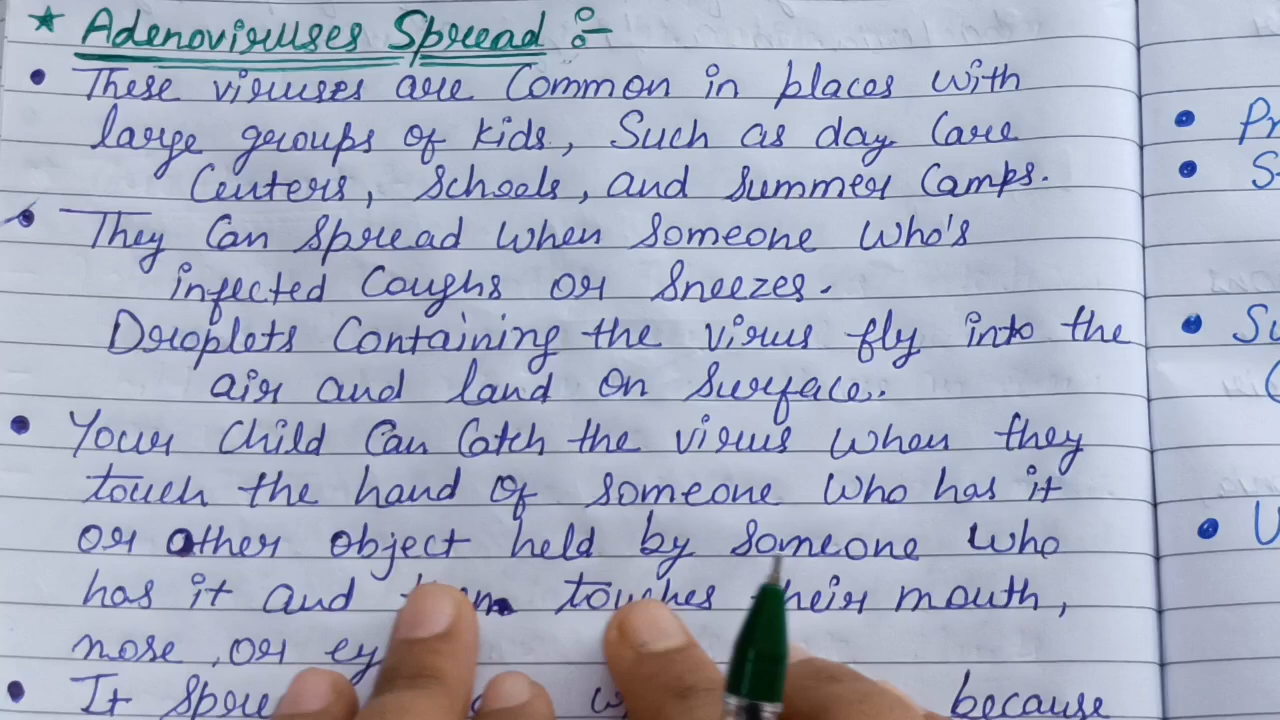 * Adenoviruses Spread :-
• These viruses are Common in places with
large groups of kids, Such as day Care
Centers, Schools, and Summer Camps.
• They Can Spread When Someone Who's
infected Coughs or Sneezes.
Droplets Containing the virus fly into the
air and land on Surface.
• Your Child Can Catch the virus When they
touch the hand of Someone Who has it
or other object held by Someone Who
has it and touches their mouth,
nose, or
• It because